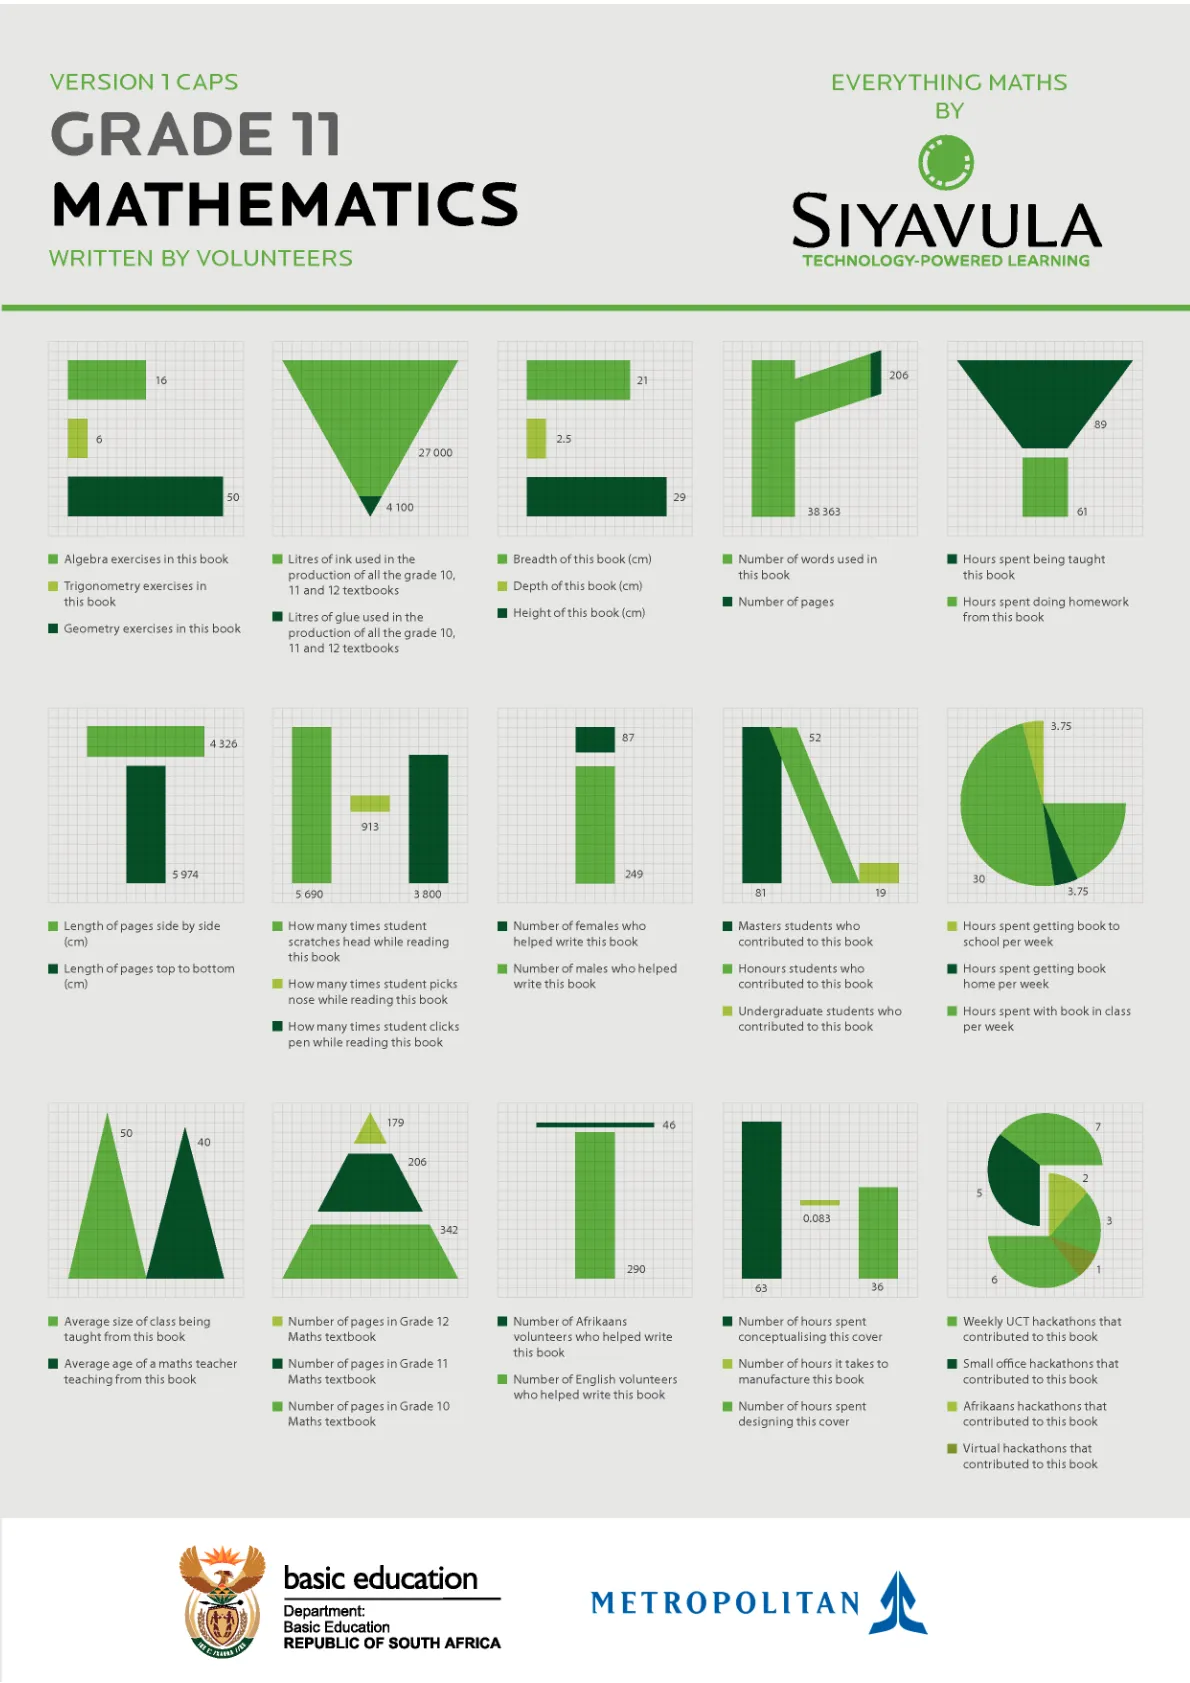 VERSION 1 CAPS
GRADE 11
MATHEMATICS
WRITTEN BY VOLUNTEERS
EVERYTHING MATHS
BY
SIYAVULA
TECHNOLOGY-POWERED LEARNING
16
6
50
Algebra exercises in this book
Trigonometry exercises in
this book
Geometry exercises in this book
27 000
4 100
Litres of ink used in the
production of all the grade 10,
11 and 12 textbooks
Litres of glue used in the
production of all the grade 10,
11 and 12 textbooks
21
2.5
29
Breadth of this book (cm)
Depth of this book (cm)
Height of this book (cm)
206
38 363
Number of words used in
this book
Number of pages
89
61
Hours spent being taught
this book
Hours spent doing homework
from this book
4 326
5 974
Length of pages side by side
(cm)
Length of pages top to bottom
(cm)
913
5 690
3 800
How many times student
scratches head while reading
this book
How many times student picks
nose while reading this book
How many times student clicks
pen while reading this book
87
249
Number of females who
helped write this book
Number of males who helped
write this book
52
81
19
Masters students who
contributed to this book
Honours students who
contributed to this book
Undergraduate students who
contributed to this book
3.75
30
3.75
Hours spent getting book to
school per week
Hours spent getting book
home per week
Hours spent with book in class
per week
50
40
Average size of class being
taught from this book
Average age of a maths teacher
teaching from this book
179
206
342
Number of pages in Grade 12
Maths textbook
Number of pages in Grade 11
Maths textbook
Number of pages in Grade 10
Maths textbook
46
290
Number of Afrikaans
volunteers who helped write
this book
Number of English volunteers
who helped write this book
0.083
63
36
Number of hours spent
conceptualising this cover
Number of hours it takes to
manufacture this book
Number of hours spent
designing this cover
7
2
5
3
1
6
Weekly UCT hackathons that
contributed to this book
Small office hackathons that
contributed to this book
Afrikaans hackathons that
contributed to this book
Virtual hackathons that
contributed to this book
basic education
Department:
Basic Education
REPUBLIC OF SOUTH AFRICA
METROPOLITAN